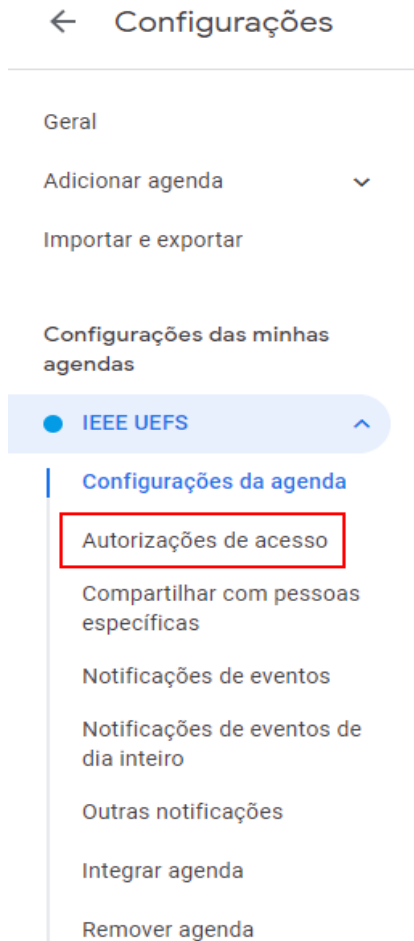 Configurações
Geral
Adicionar agenda
Importar e exportar
Configurações das minhas
agendas
IEEE UEFS
Configurações da agenda
Autorizações de acesso
Compartilhar com pessoas
específicas
Notificações de eventos
Notificações de eventos de
dia inteiro
Outras notificações
Integrar agenda
Remover agenda